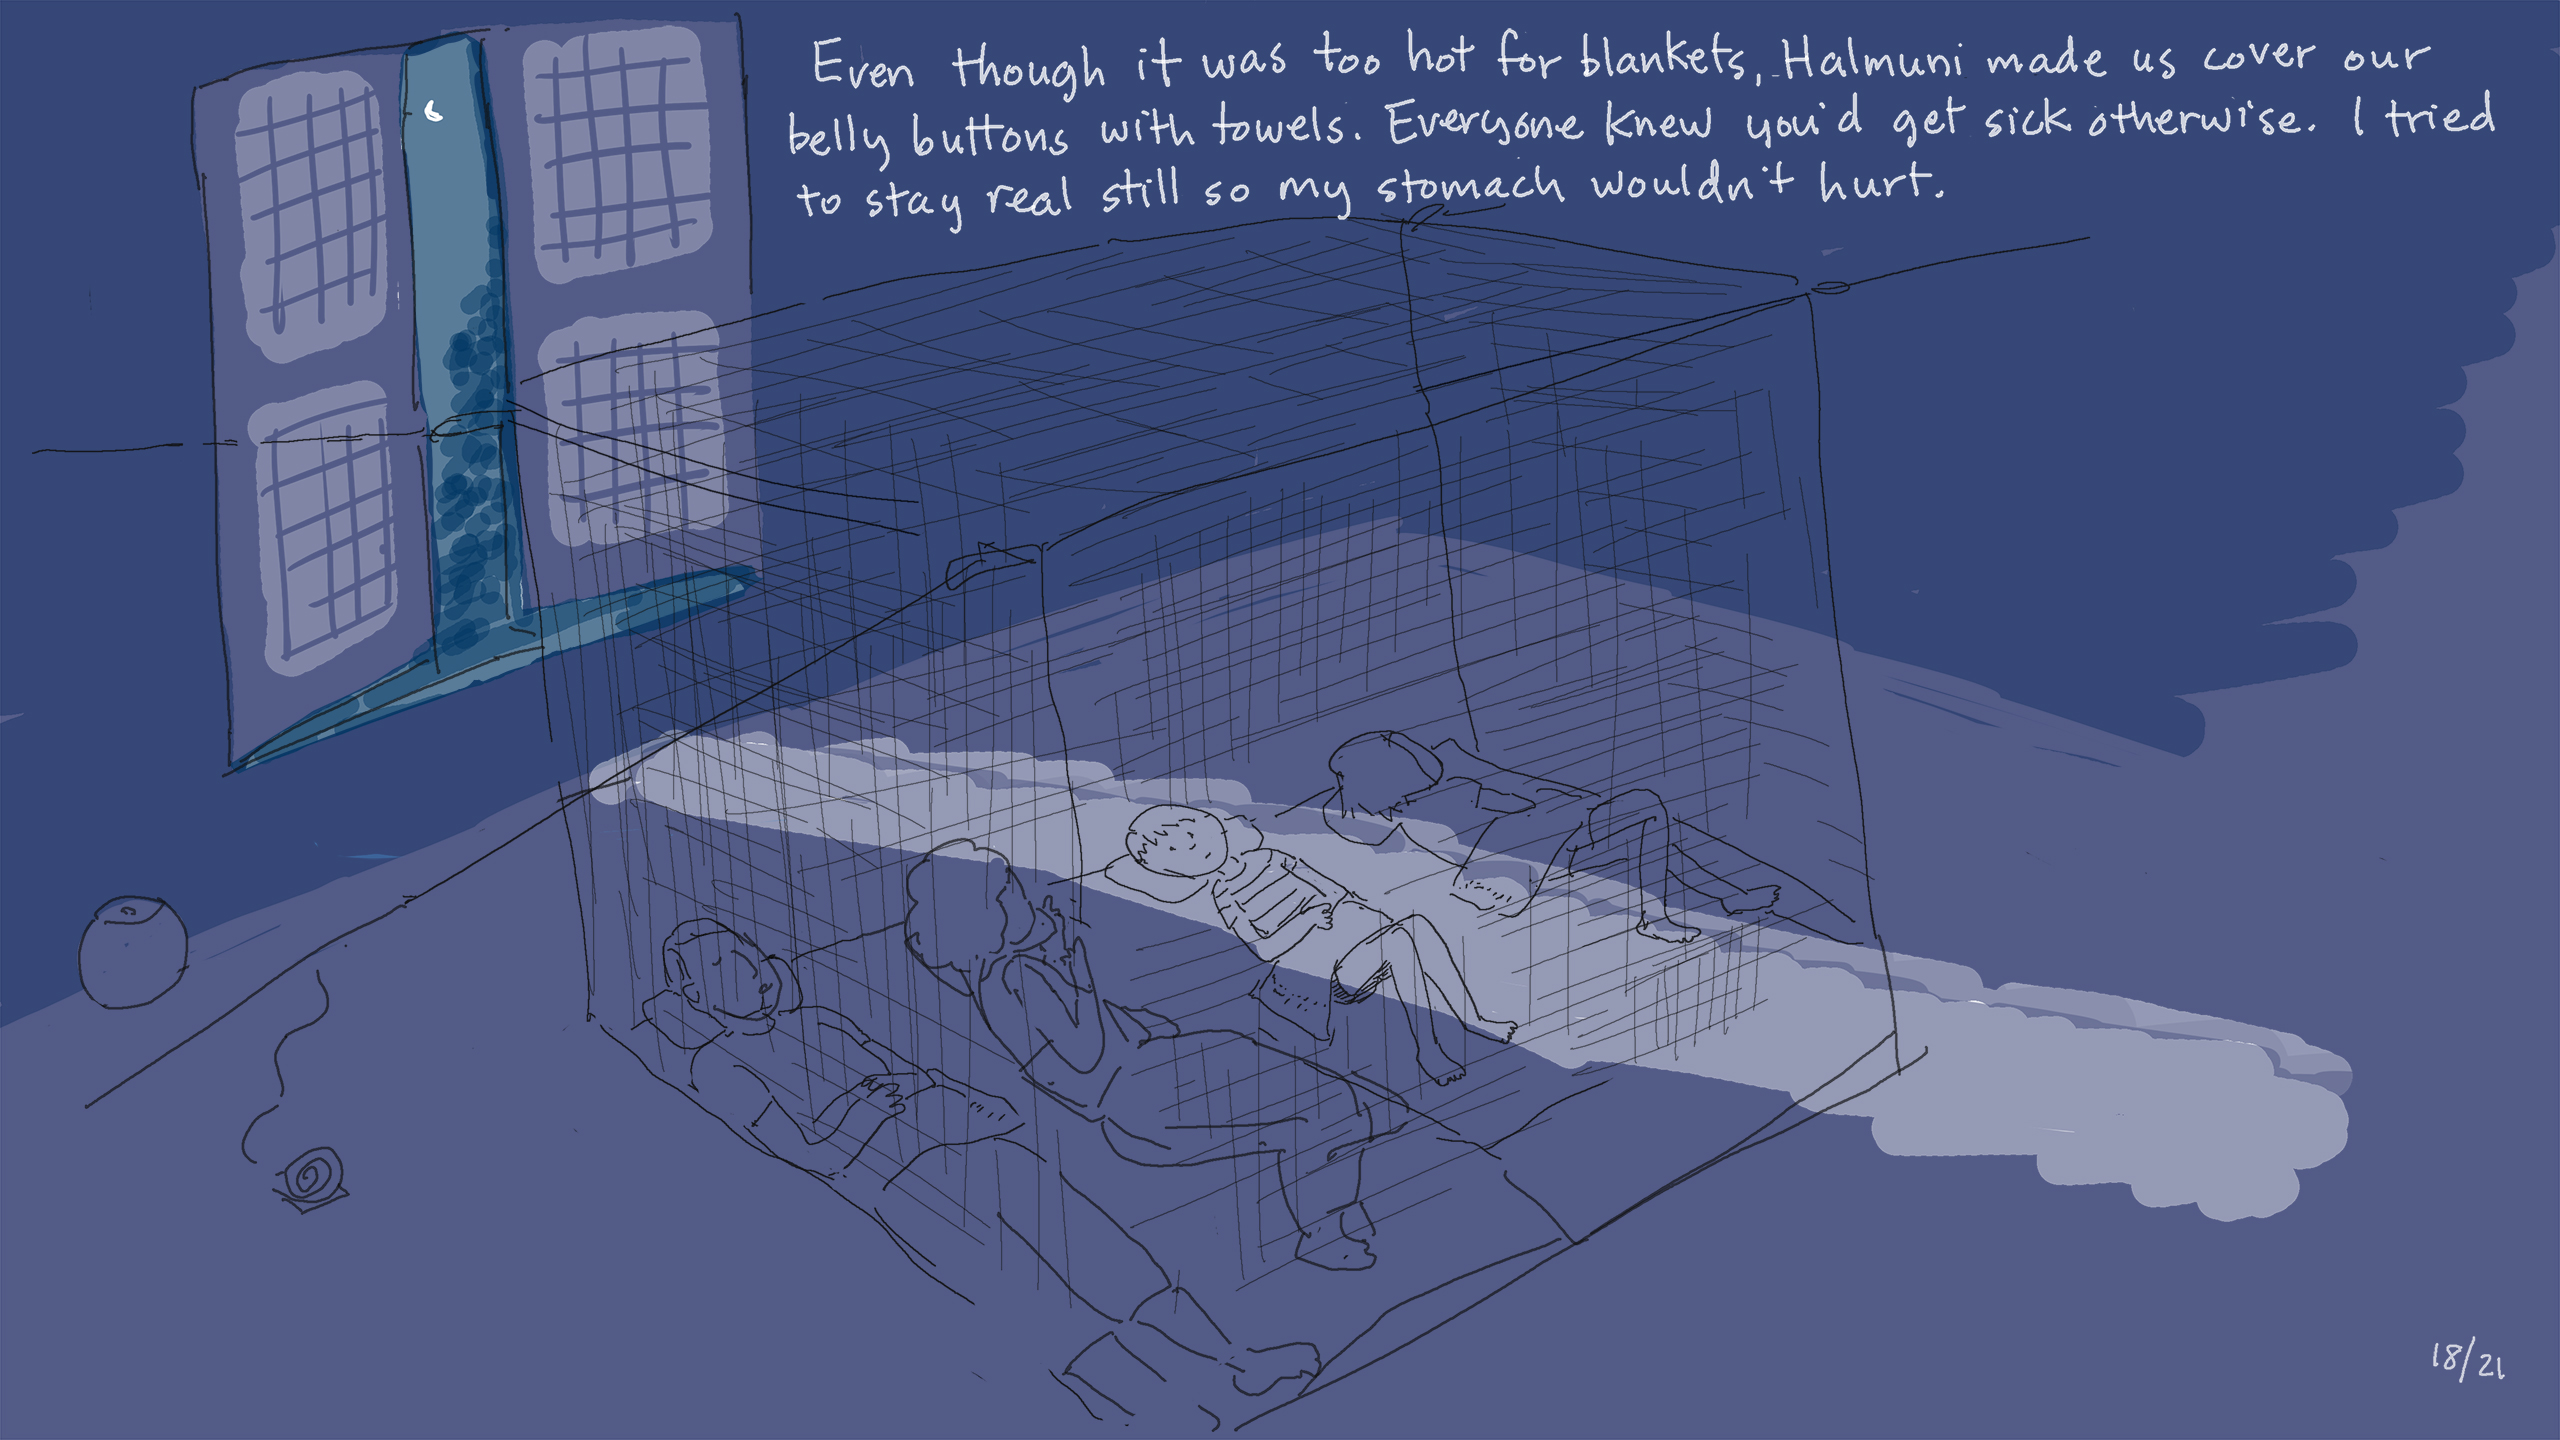 Even though it was too hot for blankets, Halmuni made us cover our
belly buttons with towels. Everyone knew you'd get sick otherwise. I tried
to stay real still so my stomach wouldn't hurt.
18/21